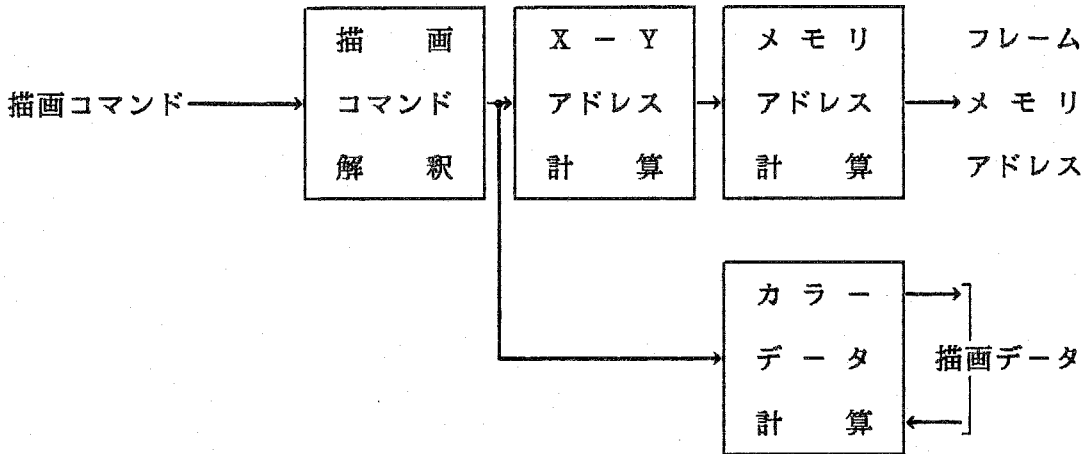 描画コマンド
描画
コマンド
解釈
X－Y
アドレス
計算
メモリ
アドレス
計算
フレーム
メモリ
アドレス
カラー
データ
計算
描画データ